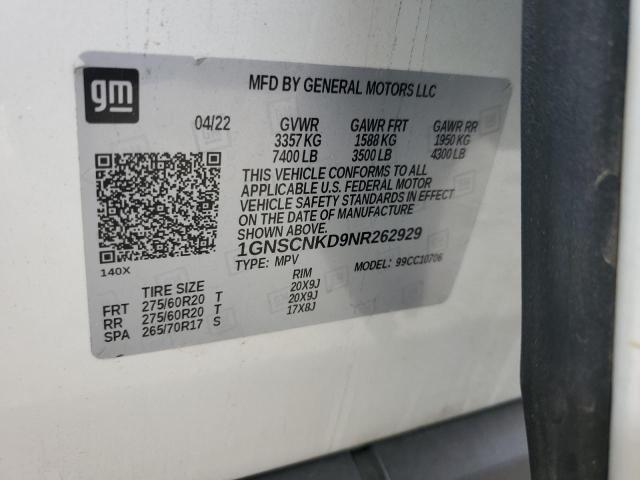 gm
MFD BY GENERAL MOTORS LLC
04/22 GVWR GAWR FRT GAWR RR
3357 KG 1588 KG 1950 KG
7400 LB 3500 LB 4300 LB
THIS VEHICLE CONFORMS TO ALL
APPLICABLE U.S. FEDERAL MOTOR
VEHICLE SAFETY STANDARDS IN EFFECT
ON THE DATE OF MANUFACTURE
SHOWN ABOVE.
1GNSCNKD9NR262929
140X
TYPE: MPV MODEL: 99CC10706
TIRE SIZE RIM
FRT 275/60R20 T 20X9J
RR 275/60R20 T 20X9J
SPA 265/70R17 S 17X8J